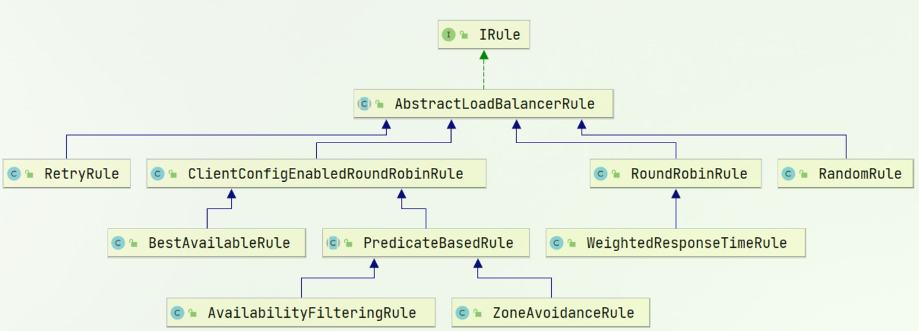 I IRule
C AbstractLoadBalancerRule
C RetryRule
C ClientConfigEnabledRoundRobinRule
C RoundRobinRule
C RandomRule
C BestAvailableRule
C PredicateBasedRule
C WeightedResponseTimeRule
C AvailabilityFilteringRule
C ZoneAvoidanceRule